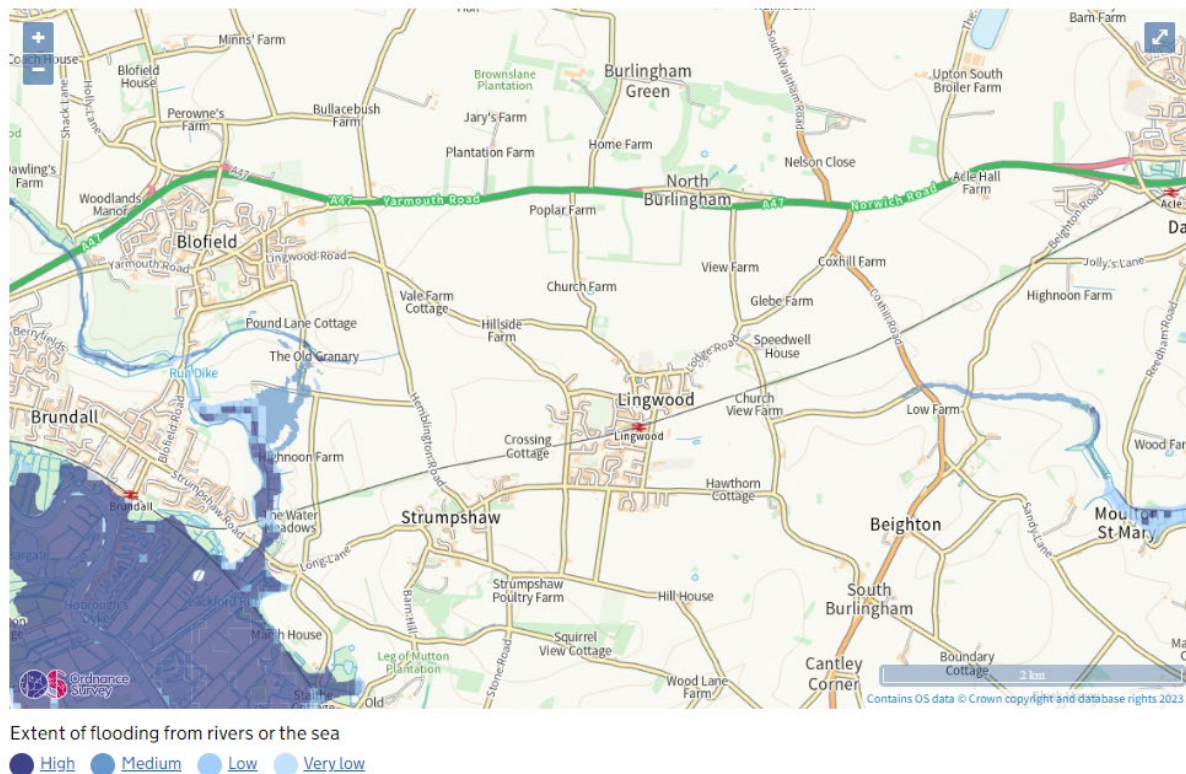 Minns' Farm
Barn Farm
Coach House
Blofield
House
Brownslane
Plantation
Burlingham
Green
South Walsham Road
Upton South
Broiler Farm
Shack Lane
Holly Lane
Perowne's
Farm
Bullacebush
Farm
Jary's Farm
Plantation Farm
Home Farm
Nelson Close
Farm
Woodlands
Manor
A47
A47
A47
Yarmouth Road
Poplar Farm
North
Burlingham
A47
Norwich Road
Acle Hall
Farm
Beighton Road
Acle
Da
Blofield
Yarmouth Road
Lingwood Road
View Farm
Coxhill Farm
Jolly's Lane
Vale Farm
Cottage
Church Farm
Glebe Farm
Highnoon Farm
Pound Lane Cottage
Hillside
Farm
Coxhill Road
Reedham Road
Berryfields
The Old Granary
Lodge Road
Speedwell
House
Run Dike
Brundall
Blofield Road
Hemblington Road
Lingwood
Lingwood
Church
View Farm
Low Farm
Crossing
Cottage
Highnoon Farm
Wood Far
Strumpshaw Road
Brundall
Hawthorn
Cottage
The Water
Meadows
Strumpshaw
Beighton
Sandy Lane
Moulton
St Mary
Long Lane
Strumpshaw
Poultry Farm
Hill House
South
Burlingham
Barn Hill
Marsh House
Squirrel
View Cottage
Leg of Mutton
Plantation
Stone Road
Boundary
Cottage
Cantley
Corner
Wood Lane
Farm
Old
Ordnance
Survey
2 km
Contains OS data © Crown copyright and database rights 2023
Extent of flooding from rivers or the sea
High Medium Low Very low